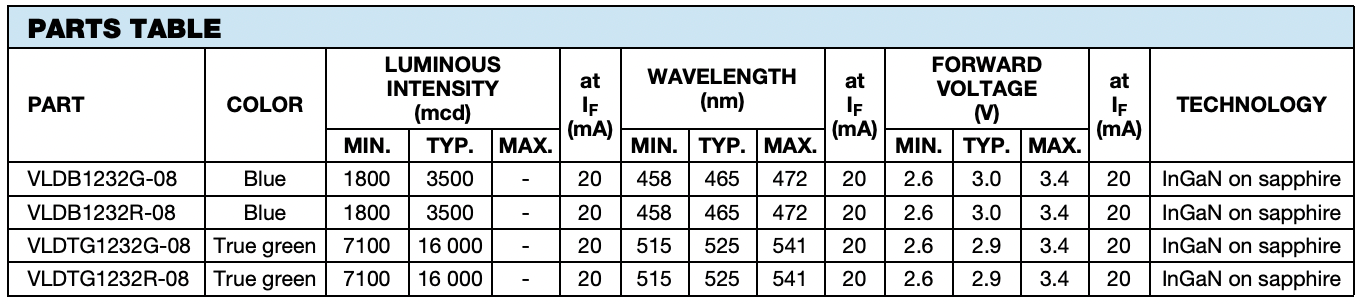 PARTS TABLE
PART COLOR LUMINOUS INTENSITY (mcd) at IF (mA) WAVELENGTH (nm) at IF (mA) FORWARD VOLTAGE (V) at IF (mA) TECHNOLOGY
MIN. TYP. MAX. MIN. TYP. MAX. MIN. TYP. MAX.
VLDB1232G-08 Blue 1800 3500 - 20 458 465 472 20 2.6 3.0 3.4 20 InGaN on sapphire
VLDB1232R-08 Blue 1800 3500 - 20 458 465 472 20 2.6 3.0 3.4 20 InGaN on sapphire
VLDTG1232G-08 True green 7100 16 000 - 20 515 525 541 20 2.6 2.9 3.4 20 InGaN on sapphire
VLDTG1232R-08 True green 7100 16 000 - 20 515 525 541 20 2.6 2.9 3.4 20 InGaN on sapphire